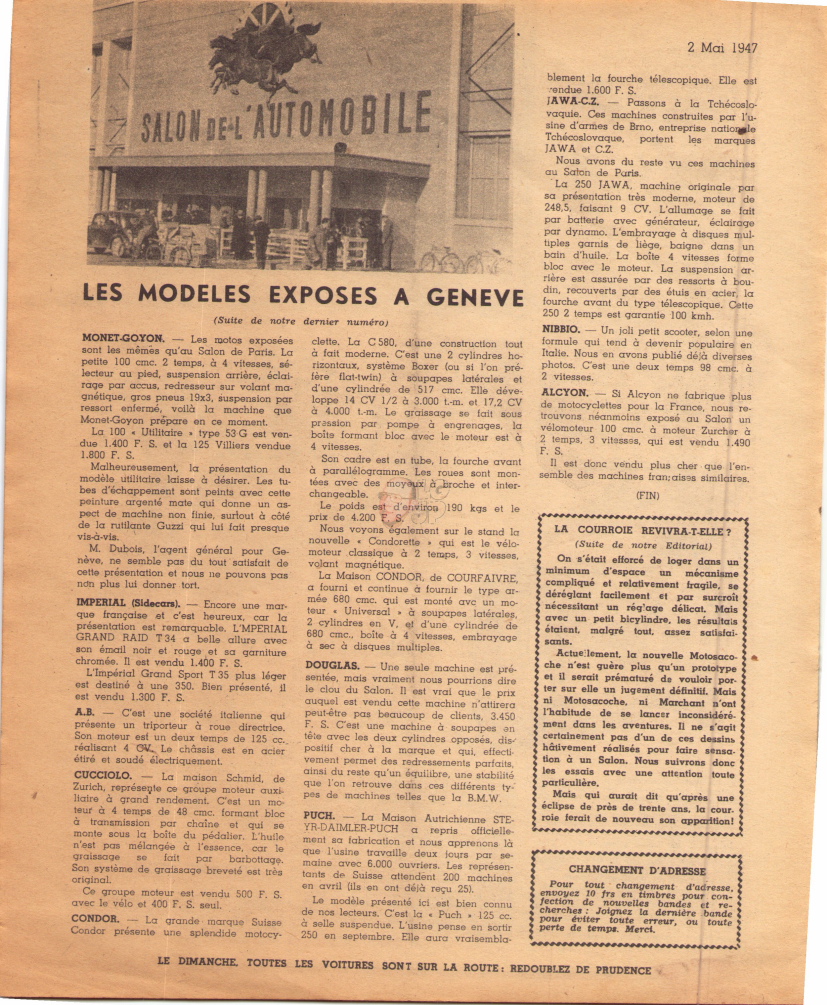 2 Mai 1947
SALON DE L'AUTOMOBILE
LES MODELES EXPOSES A GENEVE
(Suite de notre dernier numéro)
MONET-GOYON. — Les motos exposées
sont les mêmes qu'au Salon de Paris. La
petite 100 cmc. 2 temps, à 4 vitesses, sé-
lecteur au pied, suspension arrière, éclai-
rage par accus, redresseur sur volant ma-
gnétique, gros pneus 19x3, suspension par
ressort enfermé, voilà la machine que
Monet-Goyon prépare en ce moment.
La 100 « Utilitaire » type 53 G est ven-
due 1.400 F. S. et la 125 Villiers vendue
1.800 F. S.
Malheureusement, la présentation du
modèle utilitaire laisse à désirer. Les tu-
bes d'échappement sont peints avec cette
peinture argenté mate qui donne un as-
pect de machine non finie, surtout à côté
de la rutilante Guzzi qui lui fait presque
vis-à-vis.
M. Dubois, l'agent général pour Ge-
nève, ne semble pas du tout satisfait de
cette présentation et nous ne pouvons pas
non plus lui donner tort.
IMPERIAL (Sidecars). — Encore une mar-
que française et c'est heureux, car la
présentation est remarquable. L'MPERIAL
GRAND RAID T 34 a belle allure avec
son émail noir et rouge et sa garniture
chromée. Il est vendu 1.400 F. S.
L'Impérial Grand Sport T 35 plus léger
est destiné à une 350. Bien présenté, il
est vendu 1.300 F. S.
A.B. — C'est une société italienne qui
présente un triporteur à roue directrice.
Son moteur est un deux temps de 125 cc.
réalisant 4 CV. Le châssis est en acier
étiré et soudé électriquement.
CUCCIOLO. — La maison Schmid, de
Zurich, représente ce groupe moteur auxi-
liaire à grand rendement. C'est un mo-
teur à 4 temps de 48 cmc. formant bloc
à transmission par chaîne et qui se
monte sous la boîte du pédalier. L'huile
n'est pas mélangée à l'essence, car le
graissage se fait par barbottage.
Son système de graissage breveté est très
original.
Ce groupe moteur est vendu 500 F. S.
avec le vélo et 400 F. S. seul.
CONDOR. — La grande marque Suisse
Condor présente une splendide motocy-
clette. La C 580, d'une construction tout
à fait moderne. C'est une 2 cylindres ho-
rizontaux, système Boxer (ou si l'on pré-
fère flat-twin) à soupapes latérales et
d'une cylindrée de 517 cmc. Elle déve-
loppe 14 CV 1/2 à 3.000 t.-m. et 17,2 CV
à 4.000 t.-m. Le graissage se fait sous
pression par pompe à engrenages, la
boîte formant bloc avec le moteur est à
4 vitesses.
Son cadre est en tube, la fourche avant
à parallélogramme. Les roues sont mon-
tées avec des moyeux à broche et inter-
changeable.
Le poids est d'environ 190 kgs et le
prix de 4.200 F. S.
Nous voyons également sur le stand la
nouvelle « Condorette » qui est le vélo-
moteur classique à 2 temps, 3 vitesses,
volant magnétique.
La Maison CONDOR, de COURFAIVRE,
a fourni et continue à fournir le type ar-
mée 680 cmc. qui est monté avec un mo-
teur « Universal » à soupapes latérales,
2 cylindres en V, et d'une cylindrée de
680 cmc., boîte à 4 vitesses, embrayage
à sec à disques multiples.
DOUGLAS. — Une seule machine est pré-
sentée, mais vraiment nous pourrions dire
le clou du Salon. Il est vrai que le prix
auquel est vendu cette machine n'attirera
peut-être pas beaucoup de clients, 3.450
F. S. C'est une machine à soupapes en
tête avec les deux cylindres opposés, dis-
positif cher à la marque et qui, effecti-
vement permet des redressements parfaits,
ainsi du reste qu'un équilibre, une stabilité
que l'on retrouve dans ces différents ty-
pes de machines telles que la B.M.W.
PUCH. — La Maison Autrichienne STE-
YR-DAIMLER-PUCH a repris officielle-
ment sa fabrication et nous apprenons là
que l'usine travaille deux jours par se-
maine avec 6.000 ouvriers. Les représen-
tants de Suisse attendent 200 machines
en avril (ils en ont déjà reçu 25).
Le modèle présenté ici est bien connu
de nos lecteurs. C'est la « Puch » 125 cc.
à selle suspendue. L'usine pense en sortir
250 en septembre. Elle aura vraisembla-
blement la fourche télescopique. Elle est
vendue 1.600 F. S.
JAWA-C.Z. — Passons à la Tchécoslo-
vaquie. Ces machines construites par l'u-
sine d'armes de Brno, entreprise nationale
Tchécoslovaque, portent les marques
JAWA et C.Z.
Nous avons du reste vu ces machines
au Salon de Paris.
La 250 JAWA, machine originale par
sa présentation très moderne, moteur de
248,5, faisant 9 CV. L'allumage se fait
par batterie avec générateur, éclairage
par dynamo. L'embrayage à disques mul-
tiples garnis de liège, baigne dans un
bain d'huile. La boîte 4 vitesses forme
bloc avec le moteur. La suspension ar-
rière est assurée par des ressorts à bou-
din, recouverts par des étuis en acier, la
fourche avant du type télescopique. Cette
250 2 temps est garantie 100 kmh.
NIBBIO. — Un joli petit scooter, selon une
formule qui tend à devenir populaire en
Italie. Nous en avons publié déjà diverses
photos. C'est une deux temps 98 cmc. à
2 vitesses.
ALCYON. — Si Alcyon ne fabrique plus
de motocyclettes pour la France, nous re-
trouvons néanmoins exposé au Salon un
vélomoteur 100 cmc. à moteur Zurcher à
2 temps, 3 vitesses, qui est vendu 1.490
F. S.
Il est donc vendu plus cher que l'en-
semble des machines françaises similaires.
(FIN)
LA COURROIE REVIVRA-T-ELLE ?
(Suite de notre Editorial)
On s'était efforcé de loger dans un
minimum d'espace un mécanisme
compliqué et relativement fragile, se
déréglant facilement et par surcroît
nécessitant un réglage délicat. Mais
avec un petit bicylindre, les résultats
étaient, malgré tout, assez satisfai-
sants.
Actuellement, la nouvelle Motosaco-
che n'est guère plus qu'un prototype
et il serait prématuré de vouloir por-
ter sur elle un jugement définitif. Mais
ni Motosacoche, ni Marchant n'ont
l'habitude de se lancer inconsidéré-
ment dans les aventures. Il ne s'agit
certainement pas d'un de ces dessins
hâtivement réalisés pour faire sensa-
tion à un Salon. Nous suivrons donc
les essais avec une attention toute
particulière.
Mais qui aurait dit qu'après une
éclipse de près de trente ans, la cour-
roie ferait de nouveau son apparition!
CHANGEMENT D'ADRESSE
Pour tout changement d'adresse,
envoyez 10 frs en timbres pour con-
fection de nouvelles bandes et re-
cherches : Joignez la dernière bande
pour éviter toute erreur, ou toute
perte de temps. Merci.
LE DIMANCHE, TOUTES LES VOITURES SONT SUR LA ROUTE : REDOUBLEZ DE PRUDENCE